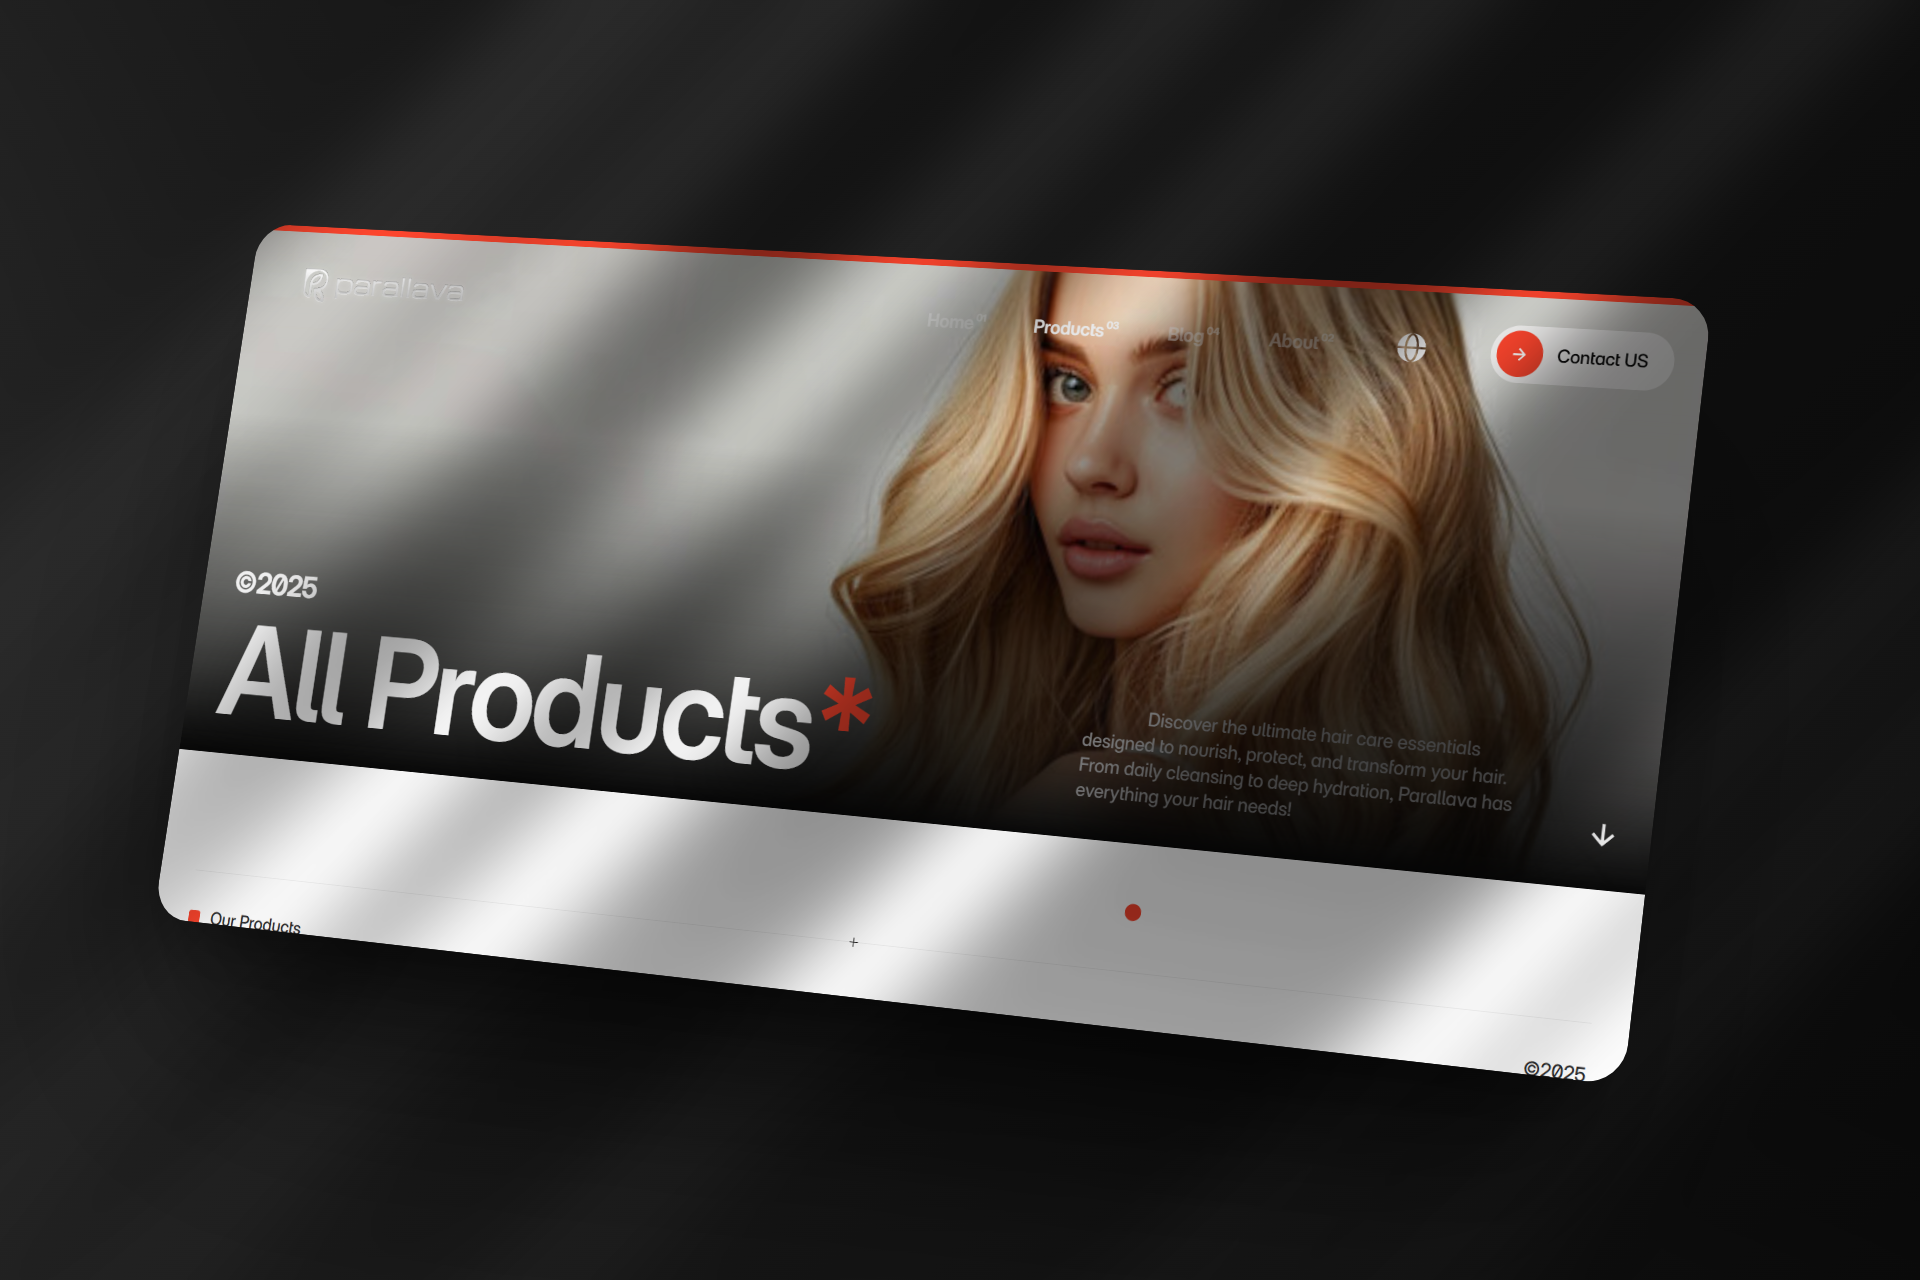 parallava
Home 01
Products 03
Blog 04
About 02
Contact US
©2025
All Products*
Discover the ultimate hair care essentials
designed to nourish, protect, and transform your hair.
From daily cleansing to deep hydration, Parallava has
everything your hair needs!
Our Products
©2025